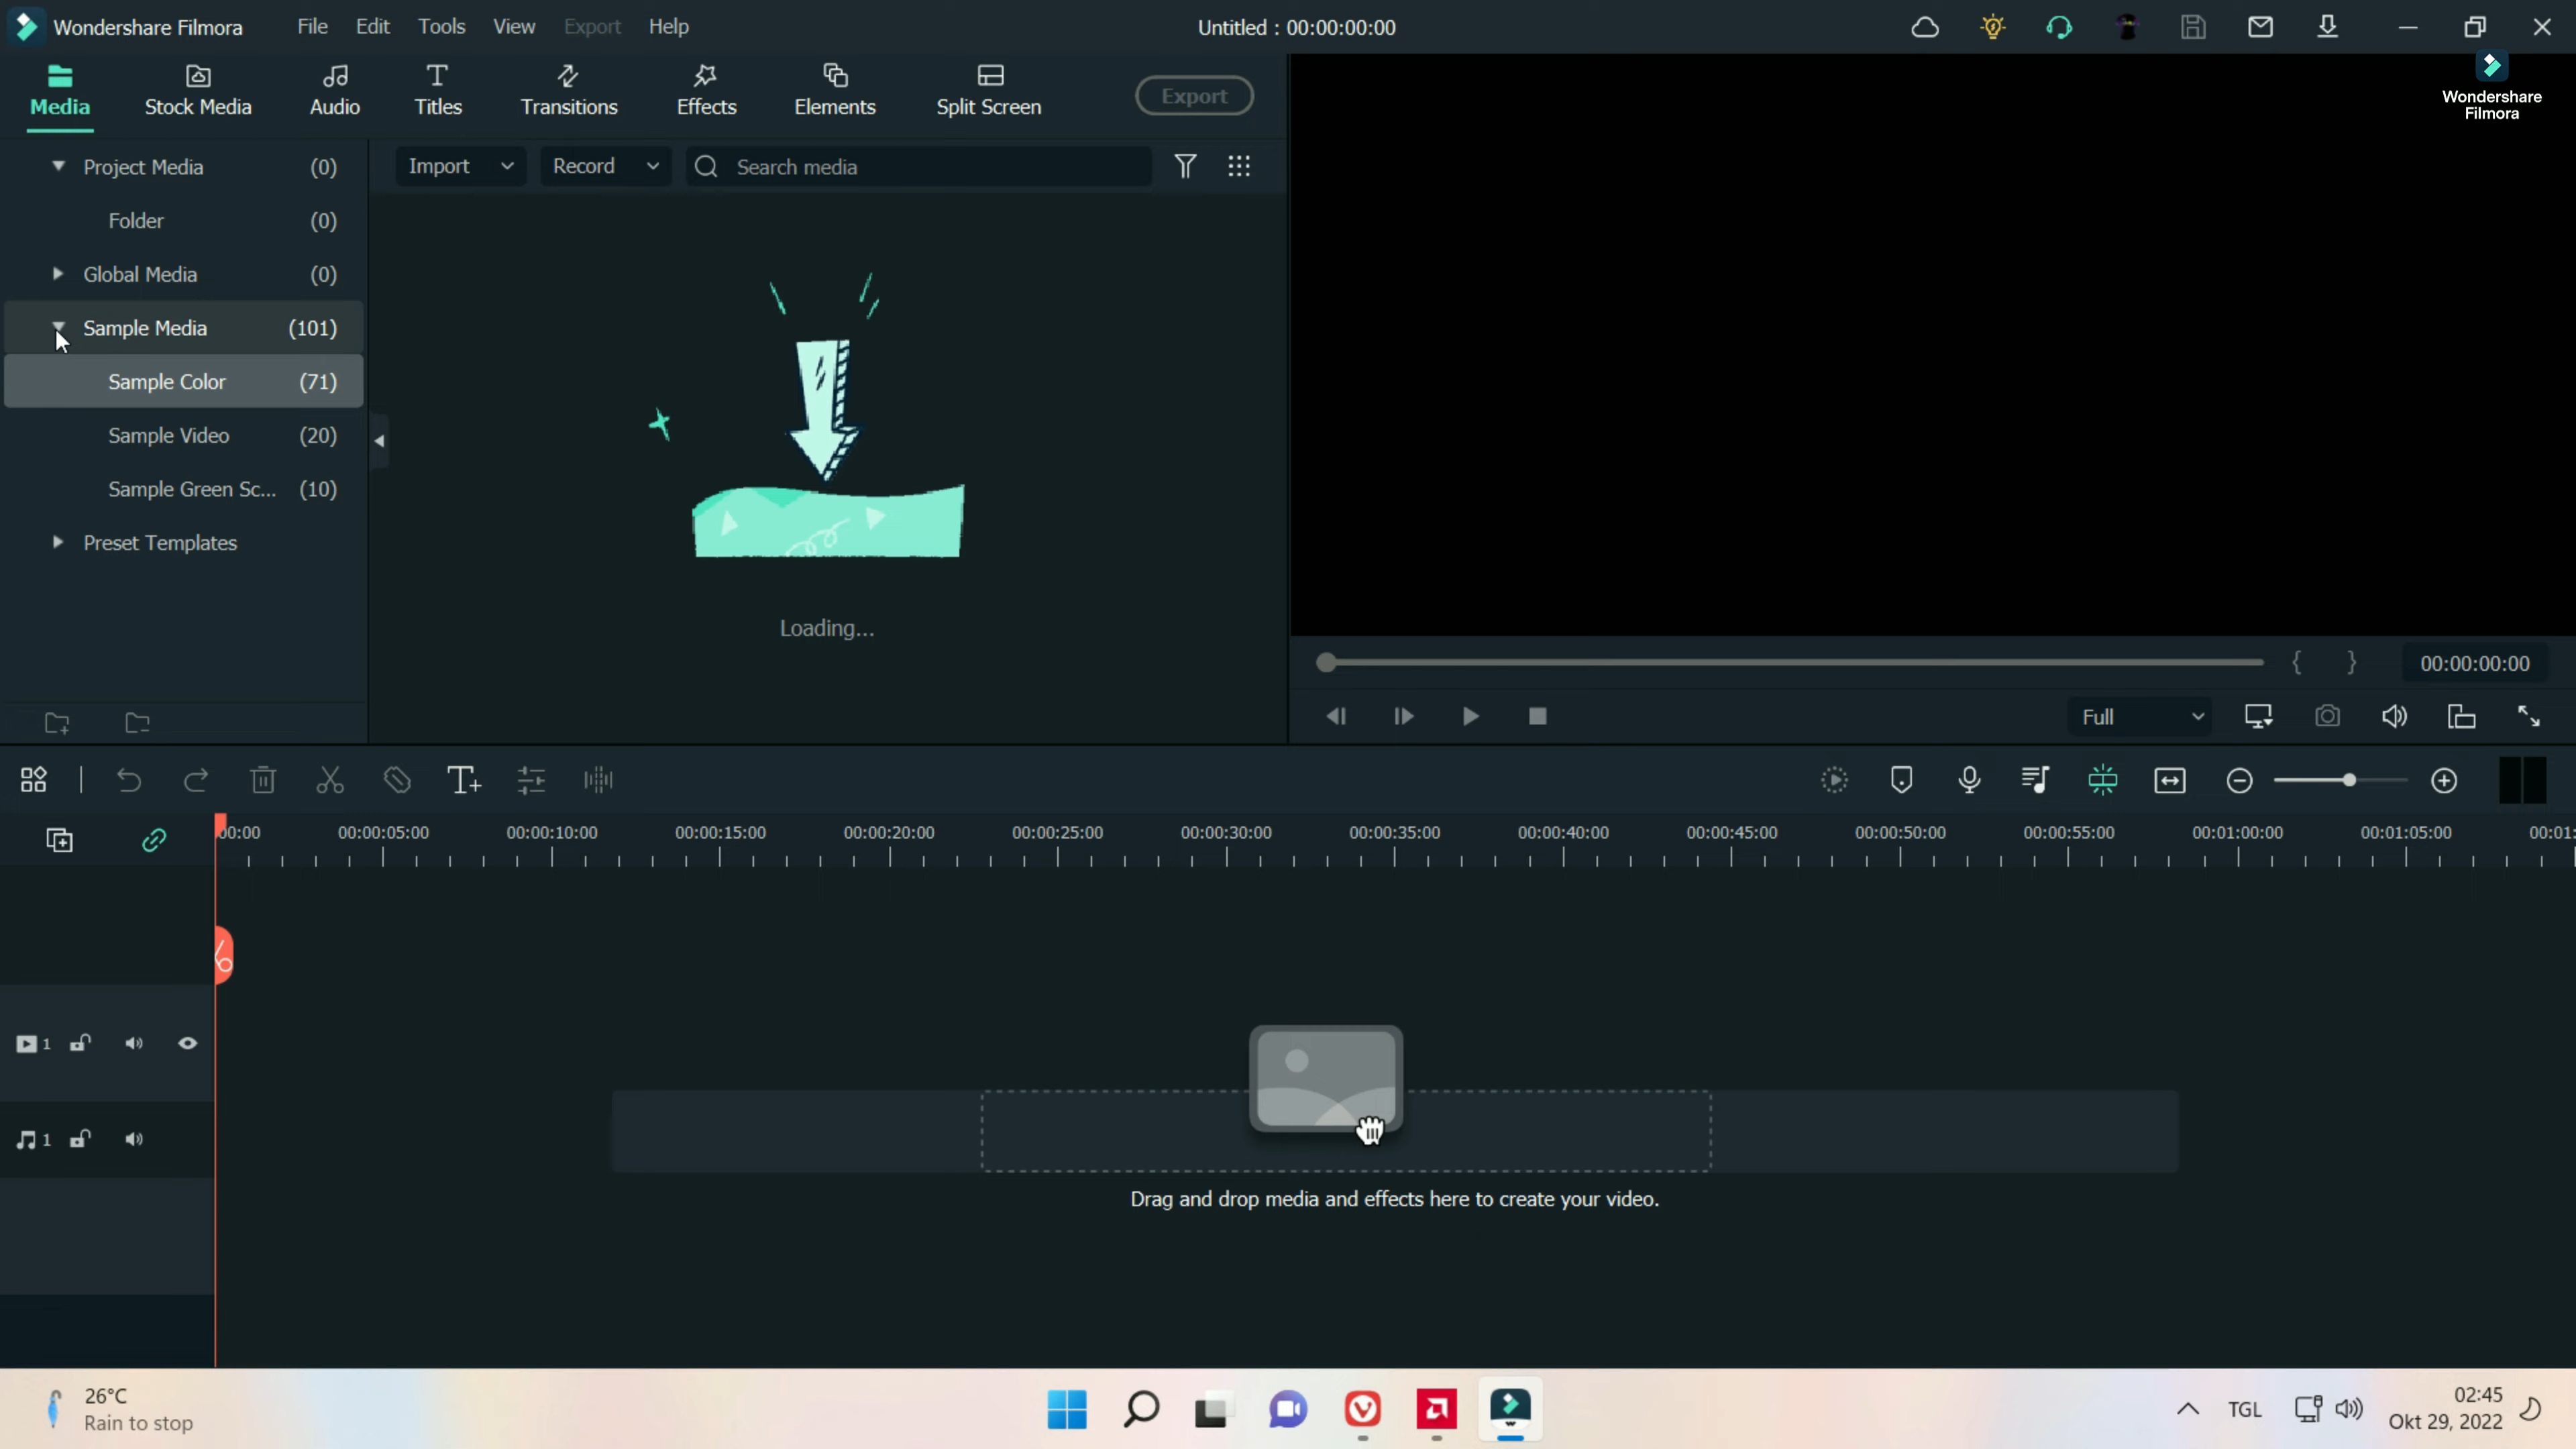 Wondershare Filmora File Edit Tools View Export Help Untitled : 00:00:00:00
Wondershare
Filmora
Media Stock Media Audio Titles Transitions Effects Elements Split Screen Export
Project Media (0)
Folder (0)
Global Media (0)
Sample Media (101)
Sample Color (71)
Sample Video (20)
Sample Green Sc... (10)
Preset Templates
Import Record Search media
Loading...
{ } 00:00:00:00
Full
00:00 00:00:05:00 00:00:10:00 00:00:15:00 00:00:20:00 00:00:25:00 00:00:30:00 00:00:35:00 00:00:40:00 00:00:45:00 00:00:50:00 00:00:55:00 00:01:00:00 00:01:05:00 00:01:
1
1
Drag and drop media and effects here to create your video.
26°C
Rain to stop
TGL
02:45
Okt 29, 2022